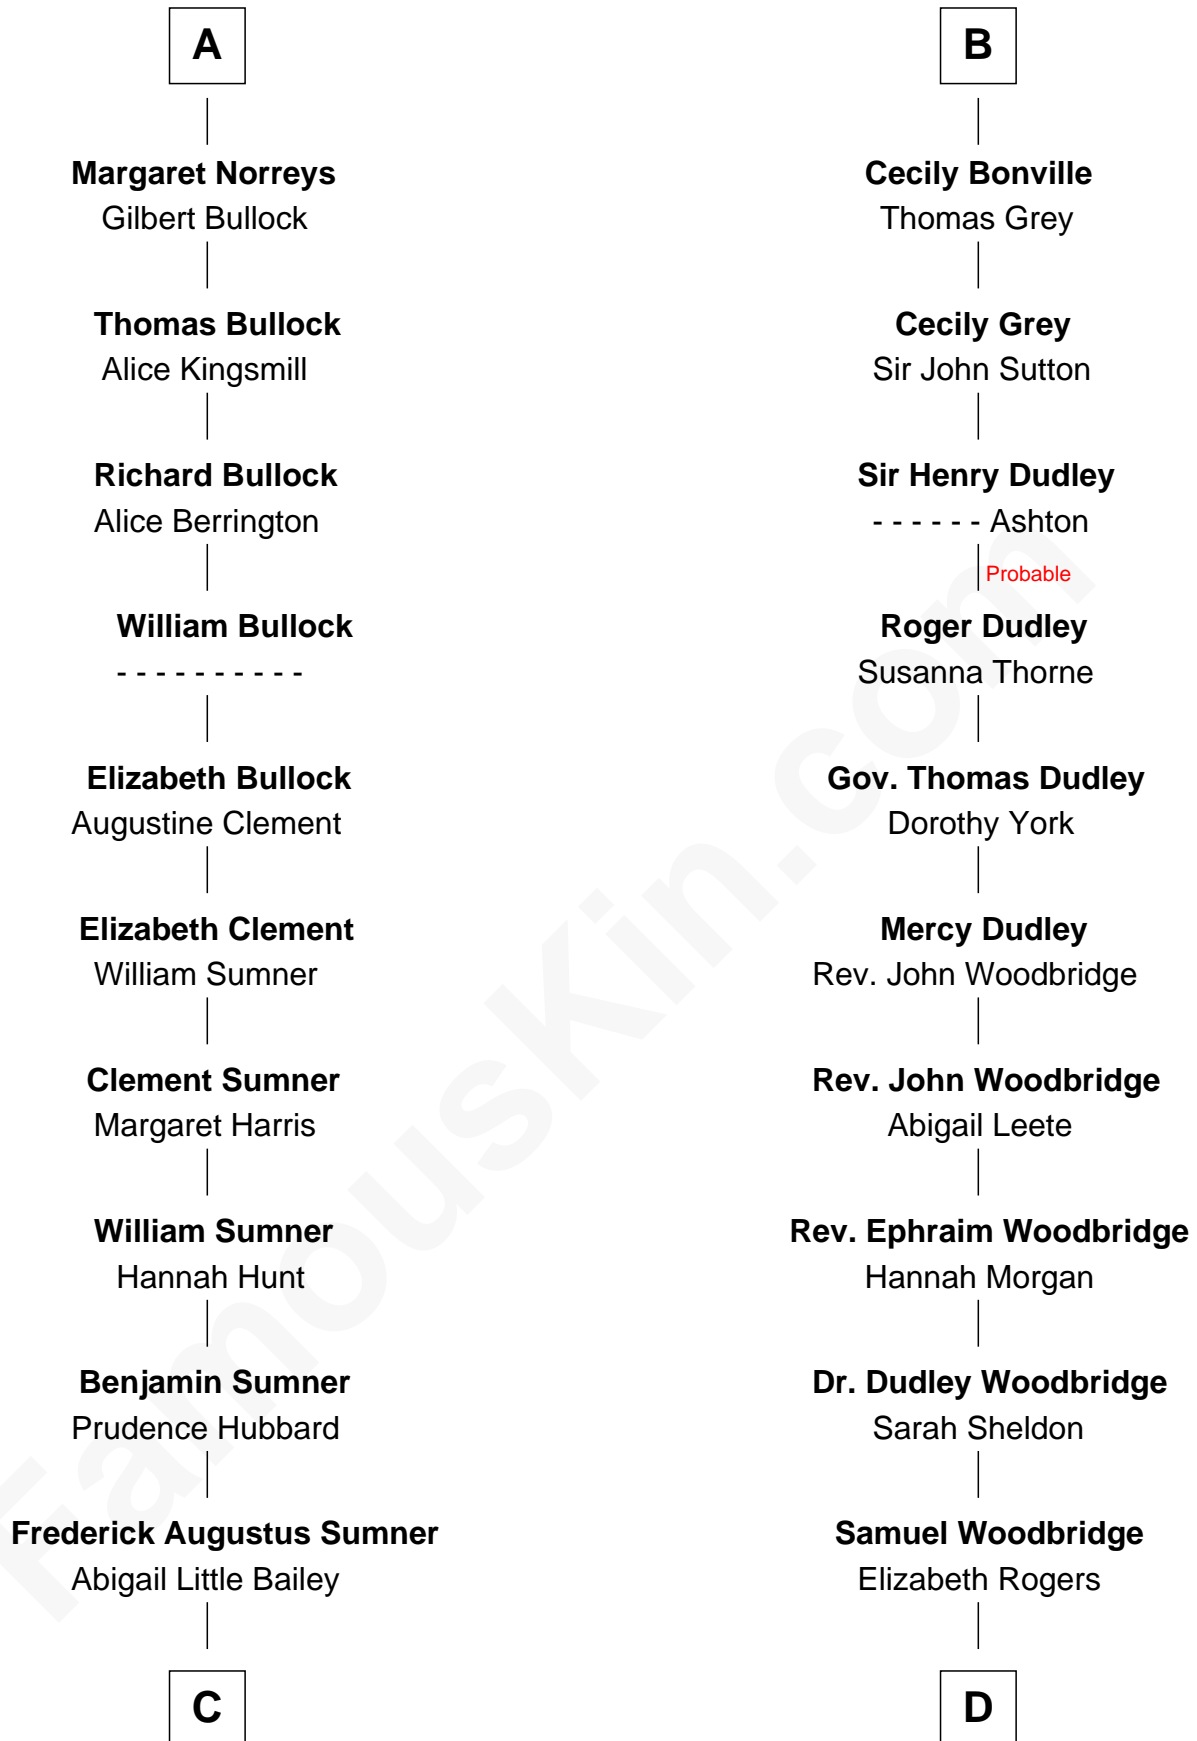 A
Margaret Norreys
Gilbert Bullock
Thomas Bullock
Alice Kingsmill
Richard Bullock
Alice Berrington
William Bullock
- - - - - - - - - -
Elizabeth Bullock
Augustine Clement
Elizabeth Clement
William Sumner
Clement Sumner
Margaret Harris
William Sumner
Hannah Hunt
Benjamin Sumner
Prudence Hubbard
Frederick Augustus Sumner
Abigail Little Bailey
C
B
Cecily Bonville
Thomas Grey
Cecily Grey
Sir John Sutton
Sir Henry Dudley
- - - - - - Ashton
Probable
Roger Dudley
Susanna Thorne
Gov. Thomas Dudley
Dorothy York
Mercy Dudley
Rev. John Woodbridge
Rev. John Woodbridge
Abigail Leete
Rev. Ephraim Woodbridge
Hannah Morgan
Dr. Dudley Woodbridge
Sarah Sheldon
Samuel Woodbridge
Elizabeth Rogers
D
FamousKin.com